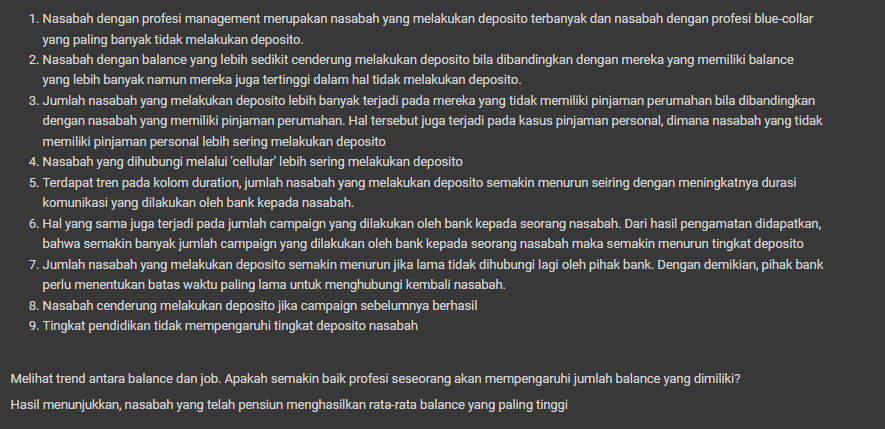 1. Nasabah dengan profesi management merupakan nasabah yang melakukan deposito terbanyak dan nasabah dengan profesi blue-collar
yang paling banyak tidak melakukan deposito.
2. Nasabah dengan balance yang lebih sedikit cenderung melakukan deposito bila dibandingkan dengan mereka yang memiliki balance
yang lebih banyak namun mereka juga tertinggi dalam hal tidak melakukan deposito.
3. Jumlah nasabah yang melakukan deposito lebih banyak terjadi pada mereka yang tidak memiliki pinjaman perumahan bila dibandingkan
dengan nasabah yang memiliki pinjaman perumahan. Hal tersebut juga terjadi pada kasus pinjaman personal, dimana nasabah yang tidak
memiliki pinjaman personal lebih sering melakukan deposito
4. Nasabah yang dihubungi melalui 'cellular' lebih sering melakukan deposito
5. Terdapat tren pada kolom duration, jumlah nasabah yang melakukan deposito semakin menurun seiring dengan meningkatnya durasi
komunikasi yang dilakukan oleh bank kepada nasabah.
6. Hal yang sama juga terjadi pada jumlah campaign yang dilakukan oleh bank kepada seorang nasabah. Dari hasil pengamatan didapatkan,
bahwa semakin banyak jumlah campaign yang dilakukan oleh bank kepada seorang nasabah maka semakin menurun tingkat deposito
7. Jumlah nasabah yang melakukan deposito semakin menurun jika lama tidak dihubungi lagi oleh pihak bank. Dengan demikian, pihak bank
perlu menentukan batas waktu paling lama untuk menghubungi kembali nasabah.
8. Nasabah cenderung melakukan deposito jika campaign sebelumnya berhasil
9. Tingkat pendidikan tidak mempengaruhi tingkat deposito nasabah
Melihat trend antara balance dan job. Apakah semakin baik profesi seseorang akan mempengaruhi jumlah balance yang dimiliki?
Hasil menunjukkan, nasabah yang telah pensiun menghasilkan rata-rata balance yang paling tinggi